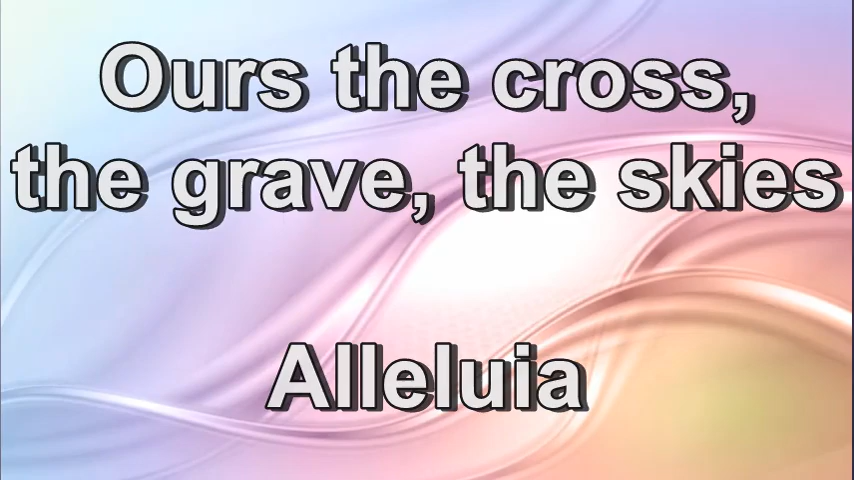 Ours the cross,
the grave, the skies
Alleluia